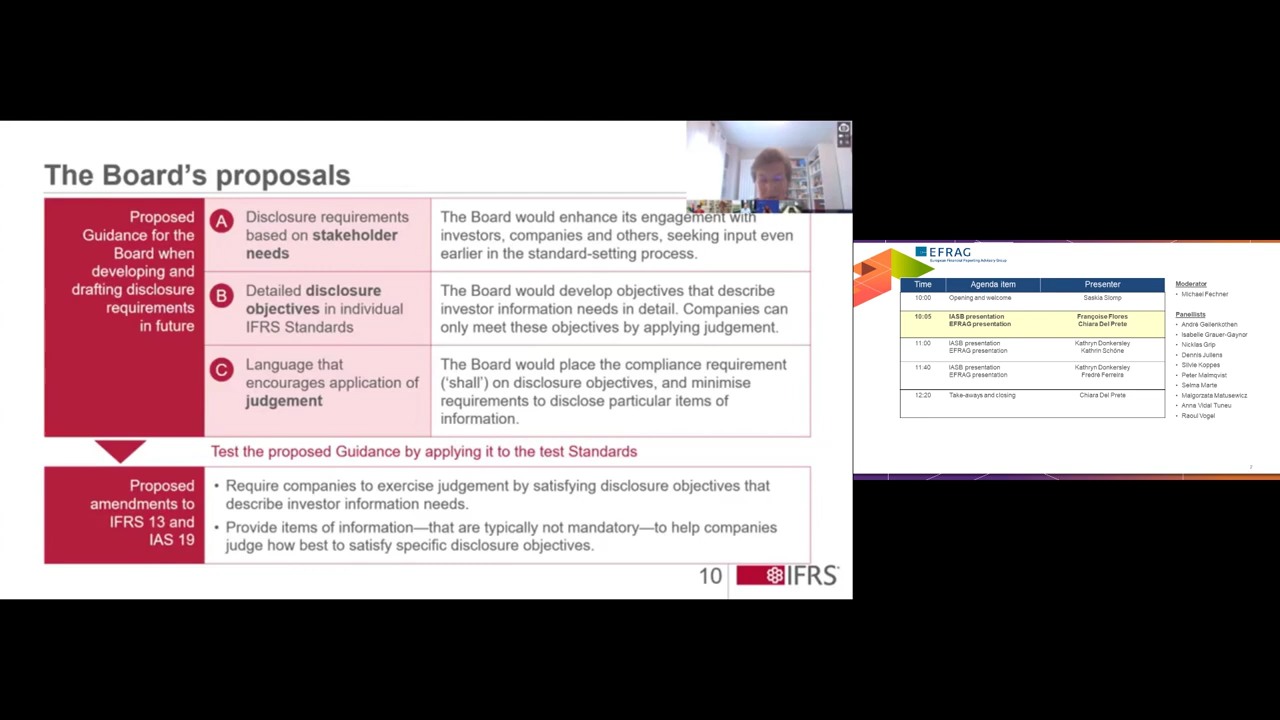 The Board's proposals
Proposed
Guidance for the
Board when
developing and
drafting disclosure
requirements
in future
A
Disclosure requirements
based on stakeholder
needs
The Board would enhance its engagement with
investors, companies and others, seeking input even
earlier in the standard-setting process.
B
Detailed disclosure
objectives in individual
IFRS Standards
The Board would develop objectives that describe
investor information needs in detail. Companies can
only meet these objectives by applying judgement.
C
Language that
encourages application of
judgement
The Board would place the compliance requirement
('shall') on disclosure objectives, and minimise
requirements to disclose particular items of
information.
Test the proposed Guidance by applying it to the test Standards
Proposed
amendments to
IFRS 13 and
IAS 19
• Require companies to exercise judgement by satisfying disclosure objectives that
describe investor information needs.
• Provide items of information—that are typically not mandatory—to help companies
judge how best to satisfy specific disclosure objectives.
10
IFRS
EFRAG
European Financial Reporting Advisory Group
Time Agenda item Presenter
10:00 Opening and welcome Saskia Slomp
10:05 IASB presentation Françoise Flores
EFRAG presentation Chiara Del Prete
11:00 IASB presentation Kathryn Donkersley
EFRAG presentation Kathrin Schöne
11:40 IASB presentation Kathryn Donkersley
EFRAG presentation Fredré Ferreira
12:20 Take-aways and closing Chiara Del Prete
Moderator
• Michael Fechner
Panellists
• André Geilenkothen
• Isabelle Grauer-Gaynor
• Nicklas Grip
• Dennis Jullens
• Silvie Koppes
• Peter Malmqvist
• Selma Marte
• Malgorzata Matusewicz
• Anna Vidal Tuneu
• Raoul Vogel
2